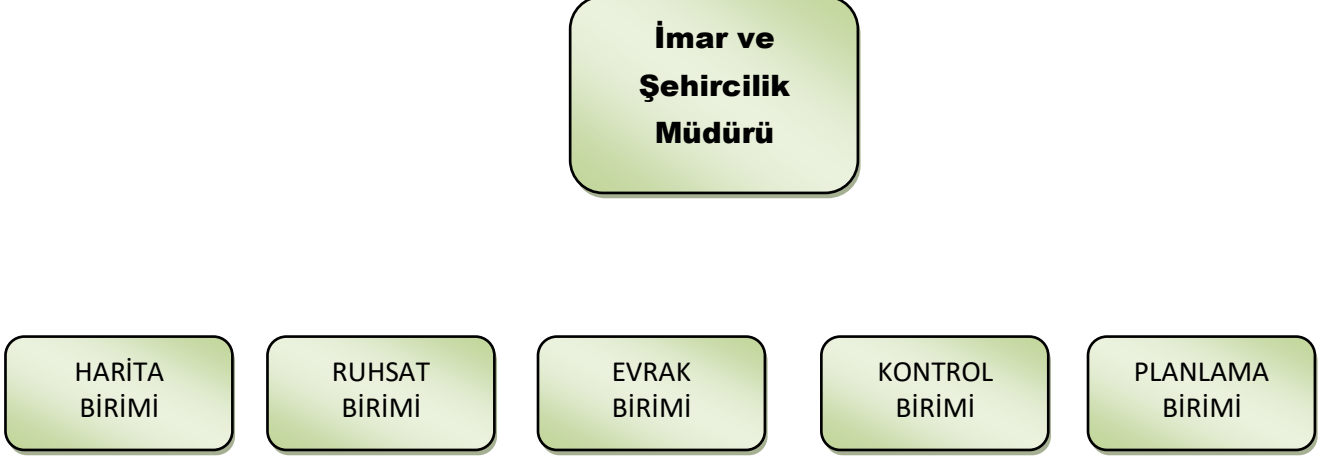 İmar ve
Şehircilik
Müdürü
HARİTA
BİRİMİ
RUHSAT
BİRİMİ
EVRAK
BİRİMİ
KONTROL
BİRİMİ
PLANLAMA
BİRİMİ